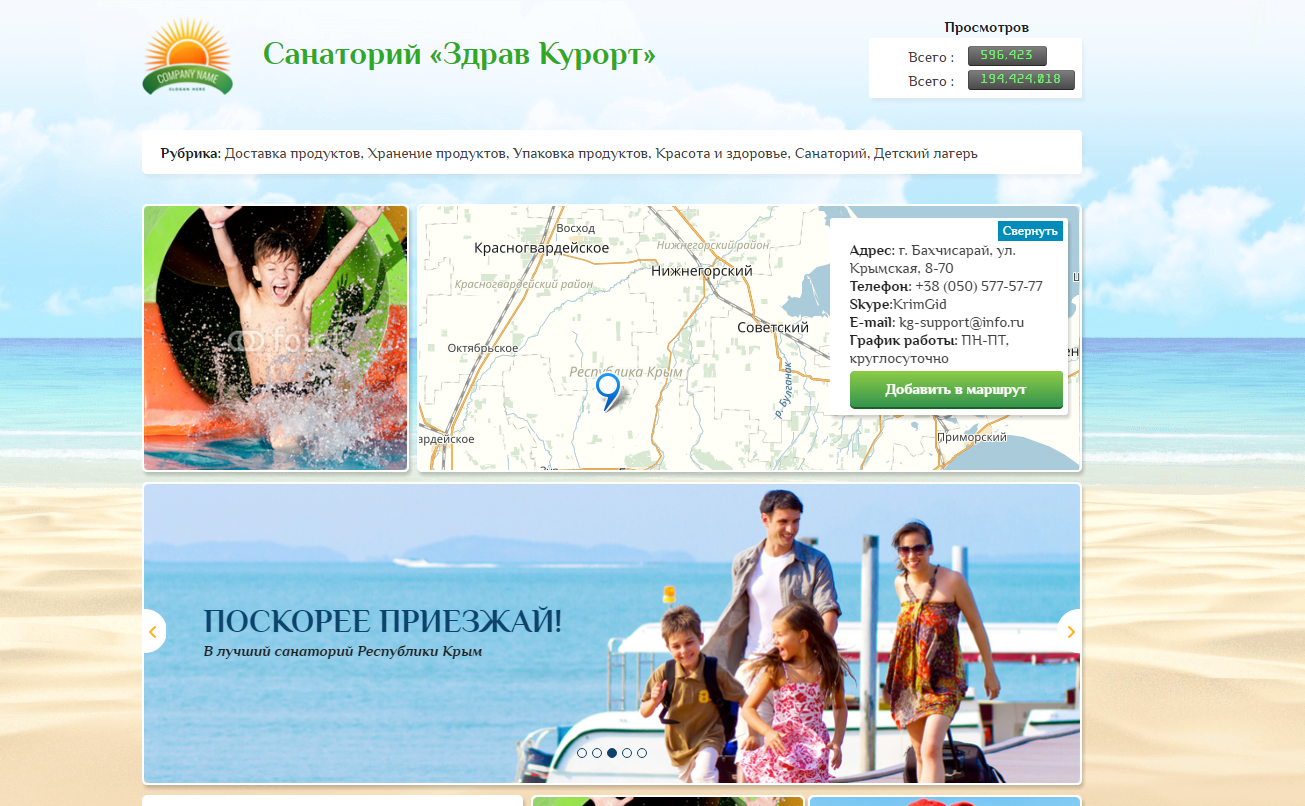 COMPANY NAME
SLOGAN HERE
Санаторий «Здрав Курорт»
Просмотров
Всего : 596,423
Всего : 194,424,018
Рубрика: Доставка продуктов, Хранение продуктов, Упаковка продуктов, Красота и здоровье, Санаторий, Детский лагерь
Восход
Красногвардейское
Нижнегорский район
Нижнегорский
Красногвардейский район
Советский
Октябрьское
Республика Крым
р. Булганак
ардейское
Приморский
Свернуть
Адрес: г. Бахчисарай, ул.
Крымская, 8-70
Телефон: +38 (050) 577-57-77
Skype:KrimGid
E-mail: kg-support@info.ru
График работы: ПН-ПТ,
круглосуточно
Добавить в маршрут
ПОСКОРЕЕ ПРИЕЗЖАЙ!
В лучший санаторий Республики Крым